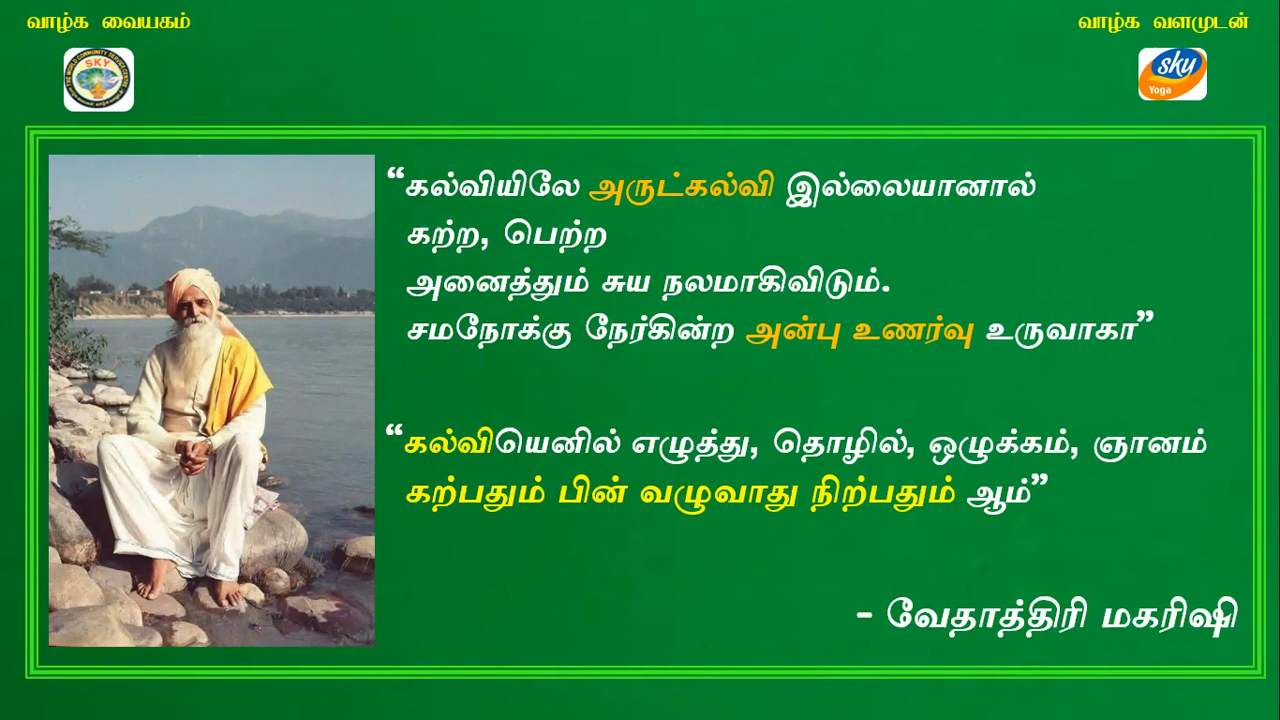 வாழ்க வையகம்
வாழ்க வளமுடன்
SKY
sky
Yoga
“கல்வியிலே அருட்கல்வி இல்லையானால்
கற்ற, பெற்ற
அனைத்தும் சுய நலமாகிவிடும்.
சமநோக்கு நேர்கின்ற அன்பு உணர்வு உருவாகா”
“கல்வியெனில் எழுத்து, தொழில், ஒழுக்கம், ஞானம்
கற்பதும் பின் வழுவாது நிற்பதும் ஆம்”
- வேதாத்திரி மகரிஷி